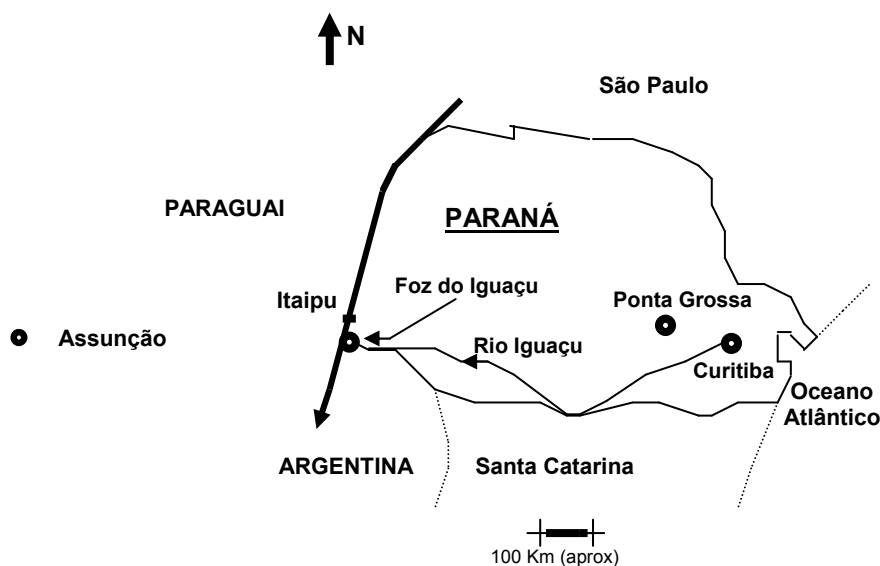 N
São Paulo
PARAGUAI
PARANÁ
Itaipu
Foz do Iguaçu
Ponta Grossa
Assunção
Rio Iguaçu
Curitiba
Oceano
Atlântico
ARGENTINA
Santa Catarina
100 Km (aprox)